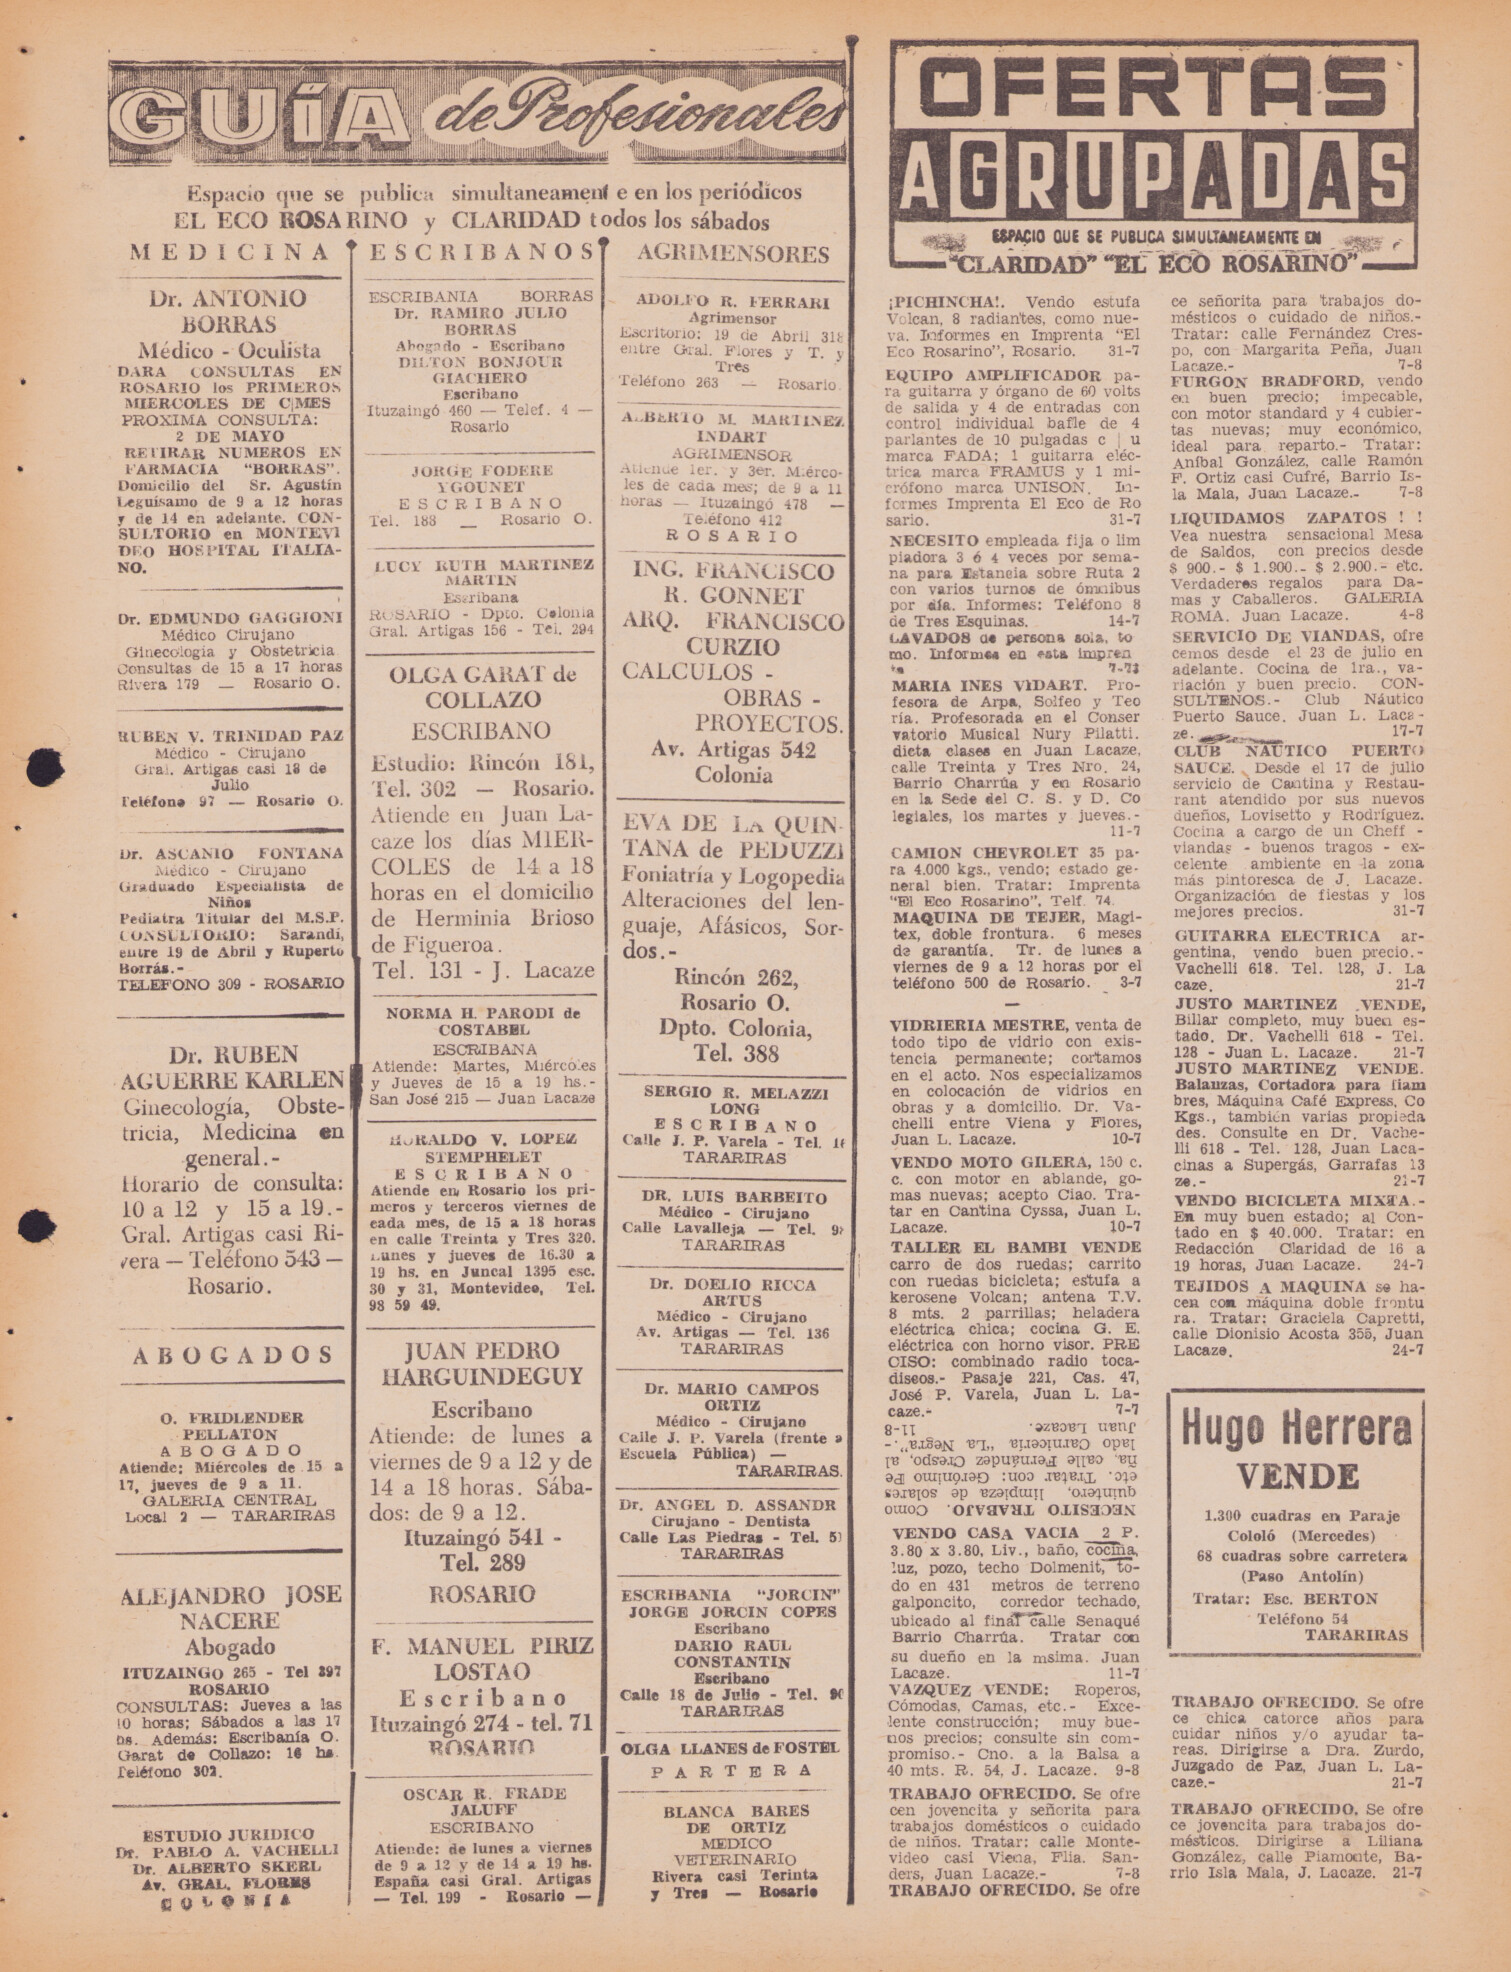 GUíA de Profesionales
Espacio que se publica simultaneament e en los periódicos
EL ECO ROSARINO y CLARIDAD todos los sábados
MEDICINA
Dr. ANTONIO
BORRAS
Médico - Oculista
DARA CONSULTAS EN
ROSARIO los PRIMEROS
MIERCOLES DE C|MES
PROXIMA CONSULTA:
2 DE MAYO
RETIRAR NUMEROS EN
FARMACIA "BORRAS".
Domicilio del Sr. Agustín
Leguísamo de 9 a 12 horas
y de 14 en adelante. CON-
SULTORIO en MONTEVI
DEO HOSPITAL ITALIA-
NO.
Dr. EDMUNDO GAGGIONI
Médico Cirujano
Ginecología y Obstetricia
Consultas de 15 a 17 horas
Rivera 179 — Rosario O.
RUBEN V. TRINIDAD PAZ
Médico - Cirujano
Gral. Artigas casi 18 de
Julio
Teléfono 97 — Rosario O.
Dr. ASCANIO FONTANA
Médico - Cirujano
Graduado Especialista de
Niños
Pediatra Titular del M.S.P.
CONSULTORIO: Sarandí,
entre 19 de Abril y Ruperto
Borrás.-
TELEFONO 309 - ROSARIO
Dr. RUBEN
AGUERRE KARLEN
Ginecología, Obste-
tricia, Medicina en
general.-
Horario de consulta:
10 a 12 y 15 a 19.-
Gral. Artigas casi Ri-
vera — Teléfono 543 —
Rosario.
ABOGADOS
O. FRIDLENDER
PELLATON
ABOGADO
Atiende: Miércoles de 15 a
17, jueves de 9 a 11.
GALERIA CENTRAL
Local 2 — TARARIRAS
ALEJANDRO JOSE
NACERE
Abogado
ITUZAINGO 265 - Tel 397
ROSARIO
CONSULTAS: Jueves a las
10 horas; Sábados a las 17
hs. Además: Escribanía O.
Garat de Collazo: 16 hs.
Teléfono 302.
ESTUDIO JURIDICO
Dr. PABLO A. VACHELLI
Dr. ALBERTO SKERL
Av. GRAL. FLORES
COLONIA
ESCRIBANOS
ESCRIBANIA BORRAS
Dr. RAMIRO JULIO
BORRAS
Abogado - Escribano
DILTON BONJOUR
GIACHERO
Escribano
Ituzaingó 460 — Telef. 4 —
Rosario
JORGE FODERE
YGOUNET
ESCRIBANO
Tel. 188 — Rosario O.
LUCY RUTH MARTINEZ
MARTIN
Escribana
ROSARIO - Dpto. Colonia
Gral. Artigas 156 - Tel. 294
OLGA GARAT de
COLLAZO
ESCRIBANO
Estudio: Rincón 181,
Tel. 302 — Rosario.
Atiende en Juan La-
caze los días MIER-
COLES de 14 a 18
horas en el domicilio
de Herminia Brioso
de Figueroa.
Tel. 131 - J. Lacaze
NORMA H. PARODI de
COSTABEL
ESCRIBANA
Atiende: Martes, Miércoles
y Jueves de 15 a 19 hs.-
San José 215 — Juan Lacaze
HORALDO V. LOPEZ
STEMPHELET
ESCRIBANO
Atiende en Rosario los pri-
meros y terceros viernes de
cada mes, de 15 a 18 horas
en calle Treinta y Tres 320.
Lunes y jueves de 16.30 a
19 hs. en Juncal 1395 esc.
30 y 31, Montevideo, Tel.
98 59 49.
JUAN PEDRO
HARGUINDEGUY
Escribano
Atiende: de lunes a
viernes de 9 a 12 y de
14 a 18 horas. Sába-
dos: de 9 a 12.
Ituzaingó 541 -
Tel. 289
ROSARIO
F. MANUEL PIRIZ
LOSTAO
Escribano
Ituzaingó 274 - tel. 71
ROSARIO
OSCAR R. FRADE
JALUFF
ESCRIBANO
Atiende: de lunes a viernes
de 9 a 12 y de 14 a 19 hs.
España casi Gral. Artigas
— Tel. 199 - Rosario —
AGRIMENSORES
ADOLFO R. FERRARI
Agrimensor
Escritorio: 19 de Abril 318
entre Gral. Flores y T. y
Tres
Teléfono 263 — Rosario.
ALBERTO M. MARTINEZ
INDART
AGRIMENSOR
Atiende 1er. y 3er. Miérco-
les de cada mes; de 9 a 11
horas — Ituzaingó 478 —
Teléfono 412
ROSARIO
ING. FRANCISCO
R. GONNET
ARQ. FRANCISCO
CURZIO
CALCULOS -
OBRAS -
PROYECTOS.
Av. Artigas 542
Colonia
EVA DE LA QUIN-
TANA de PEDUZZI
Foniatría y Logopedia
Alteraciones del len-
guaje, Afásicos, Sor-
dos.-
Rincón 262,
Rosario O.
Dpto. Colonia,
Tel. 388
SERGIO R. MELAZZI
LONG
ESCRIBANO
Calle J. P. Varela - Tel.
TARARIRAS
DR. LUIS BARBEITO
Médico - Cirujano
Calle Lavalleja — Tel.
TARARIRAS
Dr. DOELIO RICCA
ARTUS
Médico - Cirujano
Av. Artigas — Tel. 136
TARARIRAS
Dr. MARIO CAMPOS
ORTIZ
Médico - Cirujano
Calle J. P. Varela (frente a
Escuela Pública) —
TARARIRAS.
Dr. ANGEL D. ASSANDR
Cirujano - Dentista
Calle Las Piedras - Tel.
TARARIRAS
ESCRIBANIA "JORCIN"
JORGE JORCIN COPES
Escribano
DARIO RAUL
CONSTANTIN
Escribano
Calle 18 de Julio - Tel.
TARARIRAS
OLGA LLANES de FOSTEL
PARTERA
BLANCA BARES
DE ORTIZ
MEDICO
VETERINARIO
Rivera casi Terinta
y Tres — Rosario
OFERTAS
AGRUPADAS
ESPACIO QUE SE PUBLICA SIMULTANEAMENTE EN
"CLARIDAD" "EL ECO ROSARINO"
¡PICHINCHA!. Vendo estufa
Volcan, 8 radiantes, como nue-
va. Informes en Imprenta "El
Eco Rosarino", Rosario. 31-7
EQUIPO AMPLIFICADOR pa-
ra guitarra y órgano de 60 volts
de salida y 4 de entradas con
control individual bafle de 4
parlantes de 10 pulgadas c | u
marca FADA; 1 guitarra eléc-
trica marca FRAMUS y 1 mi-
crófono marca UNISON. In-
formes Imprenta El Eco de Ro
sario. 31-7
NECESITO empleada fija o lim
piadora 3 ó 4 veces por sema-
na para Estancia sobre Ruta 2
con varios turnos de ómnibus
por día. Informes: Teléfono 8
de Tres Esquinas. 14-7
LAVADOS de persona sola, to
mo. Informes en esta impren
ta 7-73
MARIA INES VIDART. Pro-
fesora de Arpa, Solfeo y Teo
ría. Profesorada en el Conser
vatorio Musical Nury Pilatti.
dicta clases en Juan Lacaze,
calle Treinta y Tres Nro. 24,
Barrio Charrúa y en Rosario
en la Sede del C. S. y D. Co
legiales, los martes y jueves.-
11-7
CAMION CHEVROLET 35 pa-
ra 4.000 kgs., vendo; estado ge-
neral bien. Tratar: Imprenta
"El Eco Rosarino". Telf. 74.
MAQUINA DE TEJER, Magi-
tex, doble frontura. 6 meses
de garantía. Tr. de lunes a
viernes de 9 a 12 horas por el
teléfono 500 de Rosario. 3-7
—
VIDRIERIA MESTRE, venta de
todo tipo de vidrio con exis-
tencia permanente; cortamos
en el acto. Nos especializamos
en colocación de vidrios en
obras y a domicilio. Dr. Va-
chelli entre Viena y Flores,
Juan L. Lacaze. 10-7
VENDO MOTO GILERA, 150 c.
c. con motor en ablande, go-
mas nuevas; acepto Ciao. Tra-
tar en Cantina Cyssa, Juan L.
Lacaze. 10-7
TALLER EL BAMBI VENDE
carro de dos ruedas; carrito
con ruedas bicicleta; estufa a
kerosene Volcan; antena T.V.
8 mts. 2 parrillas; heladera
eléctrica chica; cocina G. E.
eléctrica con horno visor. PRE
CISO: combinado radio toca-
discos.- Pasaje 221, Cas. 47,
José P. Varela, Juan L. La-
caze.- 7-7
NECESITO TRABAJO. Como
quintero, limpieza de solares
etc. Tratar con: Gerónimo Pe
na, calle Fernández Crespo, al
lado Carnicería "La Negra".-
Juan Lacaze. 11-8
VENDO CASA VACIA 2 P.
3.80 x 3.80, Liv., baño, cocina,
luz, pozo, techo Dolmenit, to-
do en 431 metros de terreno
galponcito, corredor techado,
ubicado al final calle Senaqué
Barrio Charrúa. Tratar con
su dueño en la msima. Juan
Lacaze. 11-7
VAZQUEZ VENDE: Roperos,
Cómodas, Camas, etc.- Exce-
lente construcción; muy bue-
nos precios; consulte sin com-
promiso.- Cno. a la Balsa a
40 mts. R. 54, J. Lacaze. 9-8
TRABAJO OFRECIDO. Se ofre
cen jovencita y señorita para
trabajos domésticos o cuidado
de niños. Tratar: calle Monte-
video casi Viena, Flia. San-
ders, Juan Lacaze.- 7-8
TRABAJO OFRECIDO. Se ofre
ce señorita para trabajos do-
mésticos o cuidado de niños.-
Tratar: calle Fernández Cres-
po, con Margarita Peña, Juan
Lacaze.- 7-8
FURGON BRADFORD, vendo
en buen precio; impecable,
con motor standard y 4 cubier-
tas nuevas; muy económico,
ideal para reparto.- Tratar:
Aníbal González, calle Ramón
F. Ortiz casi Cufré, Barrio Is-
la Mala, Juan Lacaze.- 7-8
LIQUIDAMOS ZAPATOS ! !
Vea nuestra sensacional Mesa
de Saldos, con precios desde
$ 900.- $ 1.900.- $ 2.900.- etc.
Verdaderes regalos para Da-
mas y Caballeros. GALERIA
ROMA. Juan Lacaze. 4-8
SERVICIO DE VIANDAS, ofre
cemos desde el 23 de julio en
adelante. Cocina de 1ra., va-
riación y buen precio. CON-
SULTENOS.- Club Náutico
Puerto Sauce. Juan L. Laca-
ze. 17-7
CLUB NAUTICO PUERTO
SAUCE. Desde el 17 de julio
servicio de Cantina y Restau-
rant atendido por sus nuevos
dueños, Lovisetto y Rodríguez.
Cocina a cargo de un Cheff -
viandas - buenos tragos - ex-
celente ambiente en la zona
más pintoresca de J. Lacaze.
Organización de fiestas y los
mejores precios. 31-7
GUITARRA ELECTRICA ar-
gentina, vendo buen precio.-
Vachelli 618. Tel. 128, J. La
caze. 21-7
JUSTO MARTINEZ VENDE,
Billar completo, muy buen es-
tado. Dr. Vachelli 618 - Tel.
128 - Juan L. Lacaze. 21-7
JUSTO MARTINEZ VENDE.
Balanzas, Cortadora para fiam
bres, Máquina Café Express, Co
cinas a Supergás, Garrafas 13
Kgs., también varias propieda
des. Consulte en Dr. Vache-
lli 618 - Tel. 128, Juan Laca-
ze.- 21-7
VENDO BICICLETA MIXTA.-
En muy buen estado; al Con-
tado en $ 40.000. Tratar: en
Redacción Claridad de 16 a
19 horas, Juan Lacaze. 24-7
TEJIDOS A MAQUINA se ha-
cen con máquina doble frontu
ra. Tratar: Graciela Capretti,
calle Dionisio Acosta 355, Juan
Lacaze. 24-7
Hugo Herrera
VENDE
1.300 cuadras en Paraje
Cololó (Mercedes)
68 cuadras sobre carretera
(Paso Antolín)
Tratar: Esc. BERTON
Teléfono 54
TARARIRAS
TRABAJO OFRECIDO. Se ofre
ce chica catorce años para
cuidar niños y/o ayudar ta-
reas. Dirigirse a Dra. Zurdo,
Juzgado de Paz, Juan L. La-
caze.- 21-7
TRABAJO OFRECIDO. Se ofre
ce jovencita para trabajos do-
mésticos. Dirigirse a Liliana
González, calle Piamonte, Ba-
rrio Isla Mala, J. Lacaze. 21-7